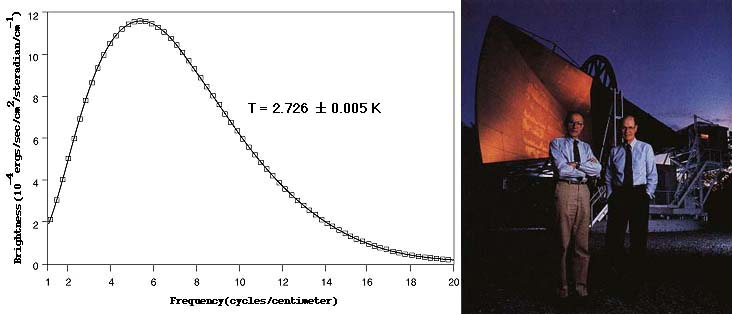 Brightness(10⁻⁴ ergs/sec/cm²/steradian/cm⁻¹)
12
10
8
6
4
2
0
T = 2.726 ± 0.005 K
1 2 4 6 8 10 12 14 16 18 20
Frequency(cycles/centimeter)